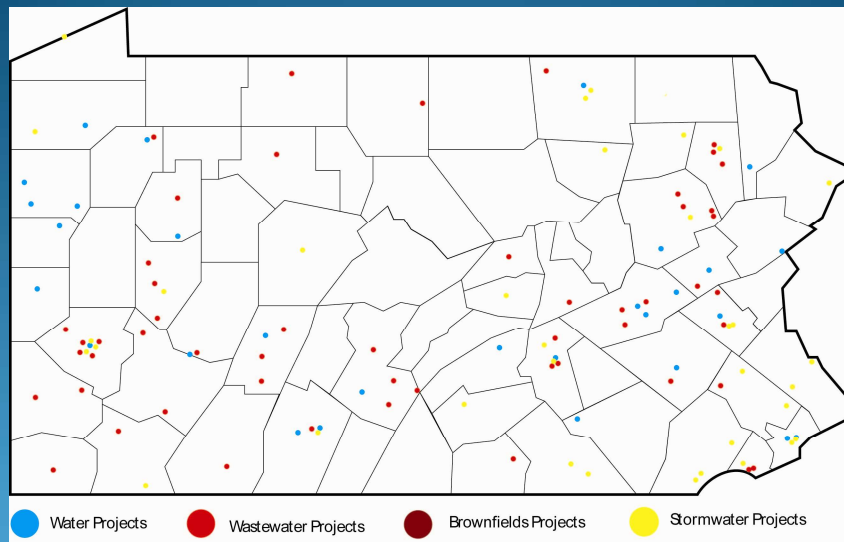 Water Projects
Wastewater Projects
Brownfields Projects
Stormwater Projects